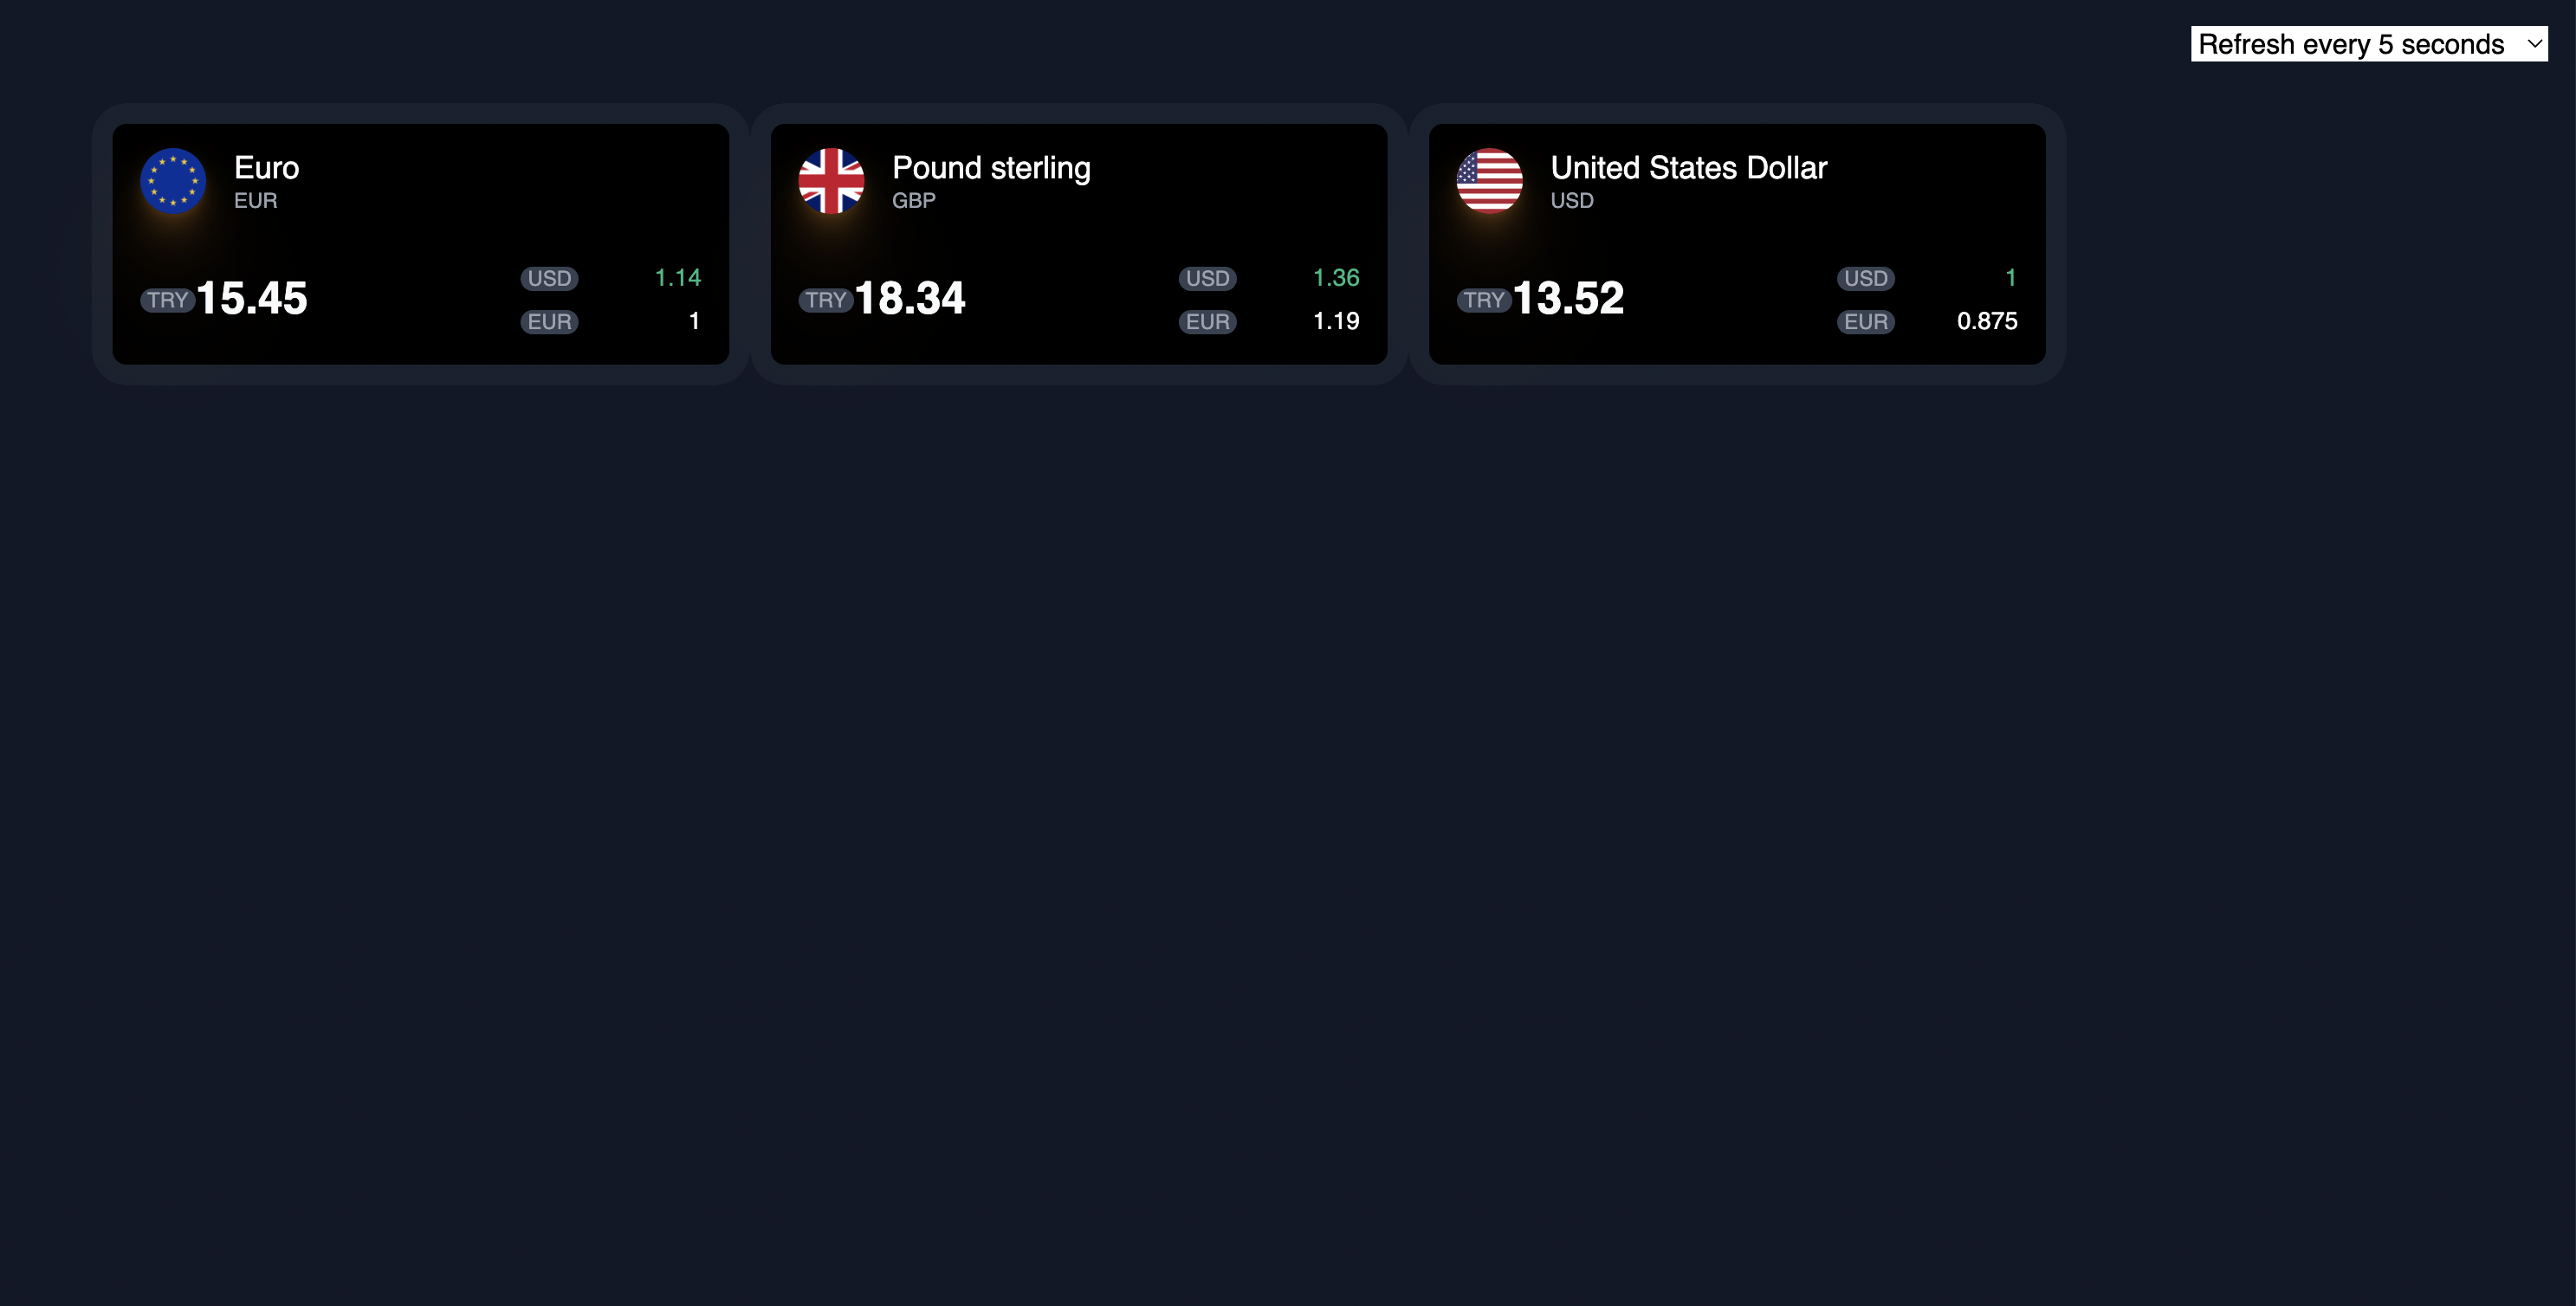 Refresh every 5 seconds
Euro
EUR
TRY 15.45
USD 1.14
EUR 1
Pound sterling
GBP
TRY 18.34
USD 1.36
EUR 1.19
United States Dollar
USD
TRY 13.52
USD 1
EUR 0.875